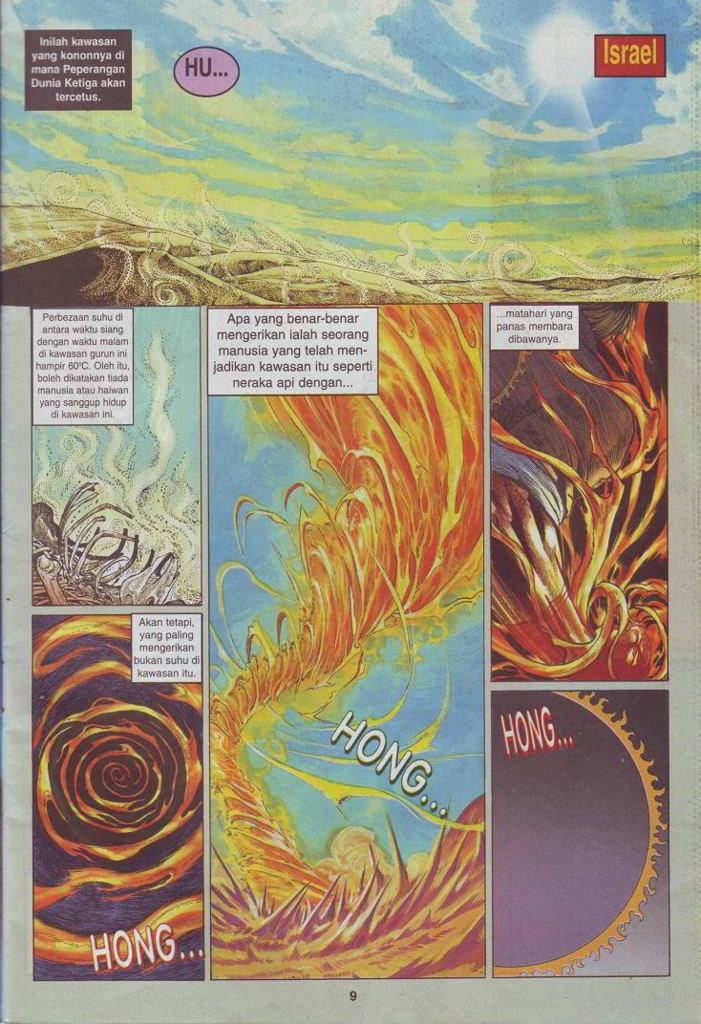 Inilah kawasan
yang kononnya di
mana Peperangan
Dunia Ketiga akan
tercetus.
HU...
Israel
Perbezaan suhu di
antara waktu siang
dengan waktu malam
di kawasan gurun ini
hampir 60°C. Oleh itu,
boleh dikatakan tiada
manusia atau haiwan
yang sanggup hidup
di kawasan ini.
Akan tetapi,
yang paling
mengerikan
bukan suhu di
kawasan itu.
HONG...
Apa yang benar-benar
mengerikan ialah seorang
manusia yang telah men-
jadikan kawasan itu seperti
neraka api dengan...
HONG...
...matahari yang
panas membara
dibawanya.
HONG...
9